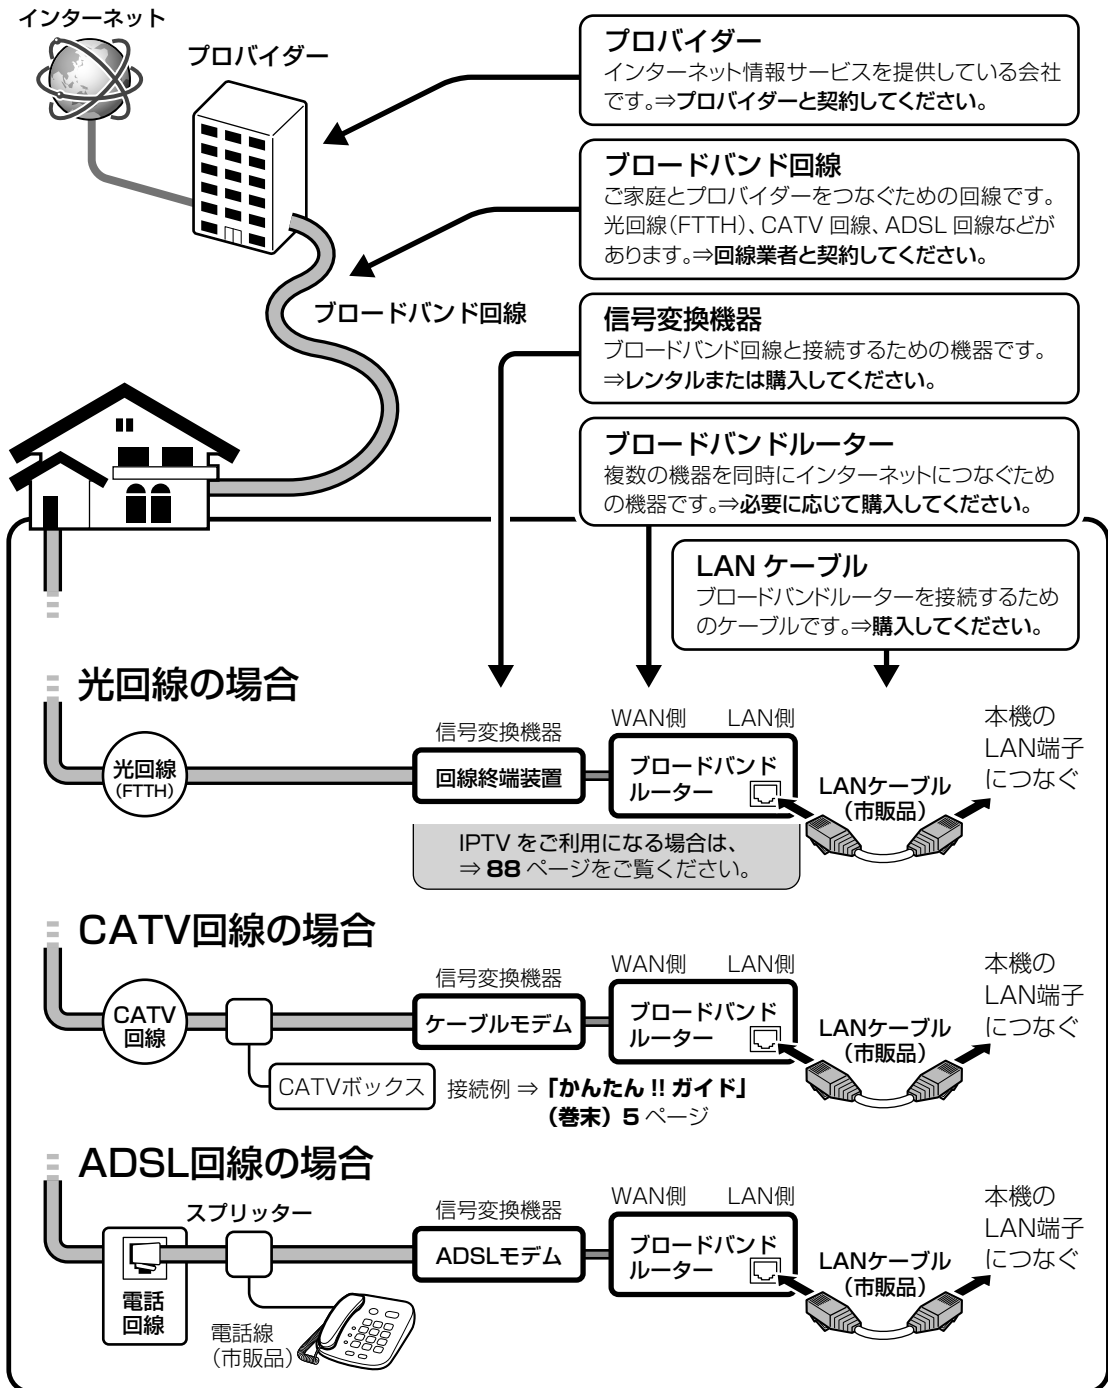 インターネット
プロバイダー
プロバイダー
インターネット情報サービスを提供している会社
です。⇒プロバイダーと契約してください。
ブロードバンド回線
ご家庭とプロバイダーをつなぐための回線です。
光回線(FTTH)、CATV 回線、ADSL 回線などが
あります。⇒回線業者と契約してください。
ブロードバンド回線
信号変換機器
ブロードバンド回線と接続するための機器です。
⇒レンタルまたは購入してください。
ブロードバンドルーター
複数の機器を同時にインターネットにつなぐため
の機器です。⇒必要に応じて購入してください。
LAN ケーブル
ブロードバンドルーターを接続するため
のケーブルです。⇒購入してください。
光回線の場合
光回線
(FTTH)
信号変換機器
回線終端装置
WAN側 LAN側
ブロードバンド
ルーター
LANケーブル
(市販品)
本機の
LAN端子
につなぐ
IPTV をご利用になる場合は、
⇒ 88 ページをご覧ください。
CATV回線の場合
CATV
回線
信号変換機器
ケーブルモデム
WAN側 LAN側
ブロードバンド
ルーター
LANケーブル
(市販品)
本機の
LAN端子
につなぐ
CATVボックス
接続例 ⇒「かんたん !! ガイド」
(巻末) 5 ページ
ADSL回線の場合
スプリッター
電話
回線
電話線
(市販品)
信号変換機器
ADSLモデム
WAN側 LAN側
ブロードバンド
ルーター
LANケーブル
(市販品)
本機の
LAN端子
につなぐ